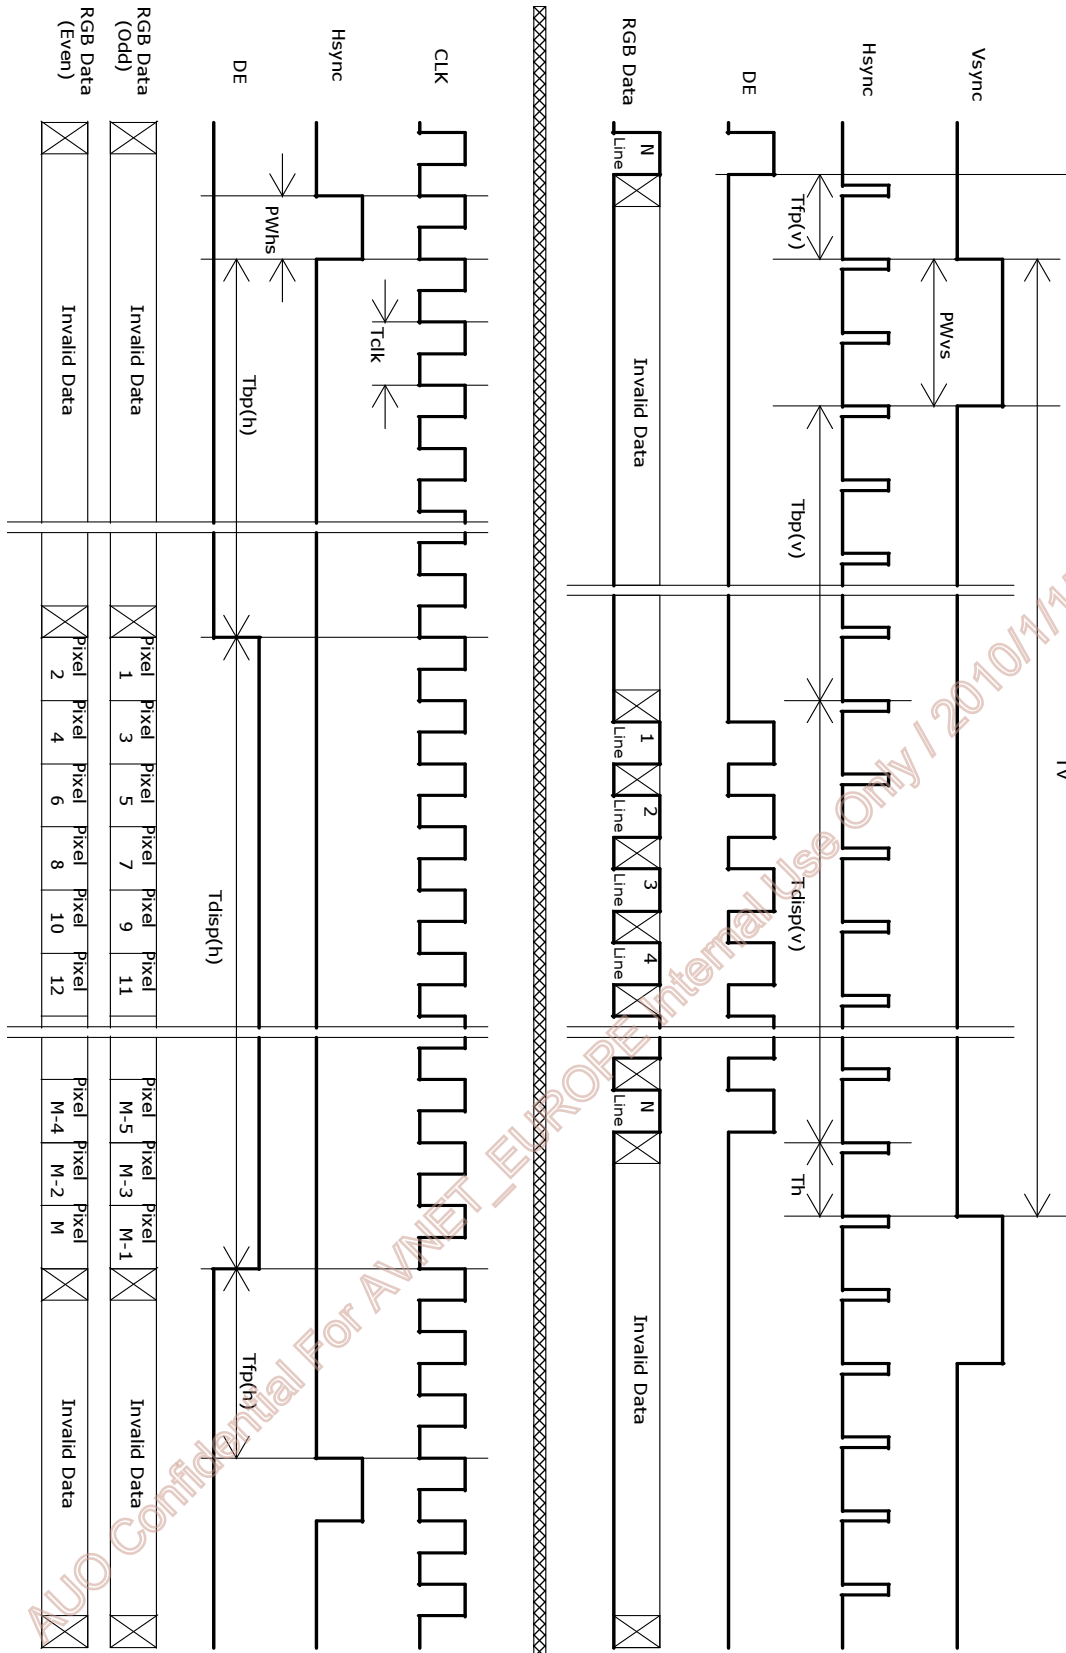 Vsync
Hsync
DE
RGB Data
Tv
Tfp(v)
PWvs
Tbp(v)
Tdisp(v)
Th
N
Line
Invalid Data
1
Line
2
Line
3
Line
4
Line
N
Line
Invalid Data
CLK
Hsync
DE
RGB Data
(Odd)
RGB Data
(Even)
Tclk
PWhs
Tbp(h)
Tdisp(h)
Tfp(h)
Invalid Data
Pixel
1
Pixel
3
Pixel
5
Pixel
7
Pixel
9
Pixel
11
Pixel
M-5
Pixel
M-3
Pixel
M-1
Invalid Data
Invalid Data
Pixel
2
Pixel
4
Pixel
6
Pixel
8
Pixel
10
Pixel
12
Pixel
M-4
Pixel
M-2
Pixel
M
Invalid Data
AUO Confidential For AVNET_EUROPE Internal Use Only / 2010/1/1